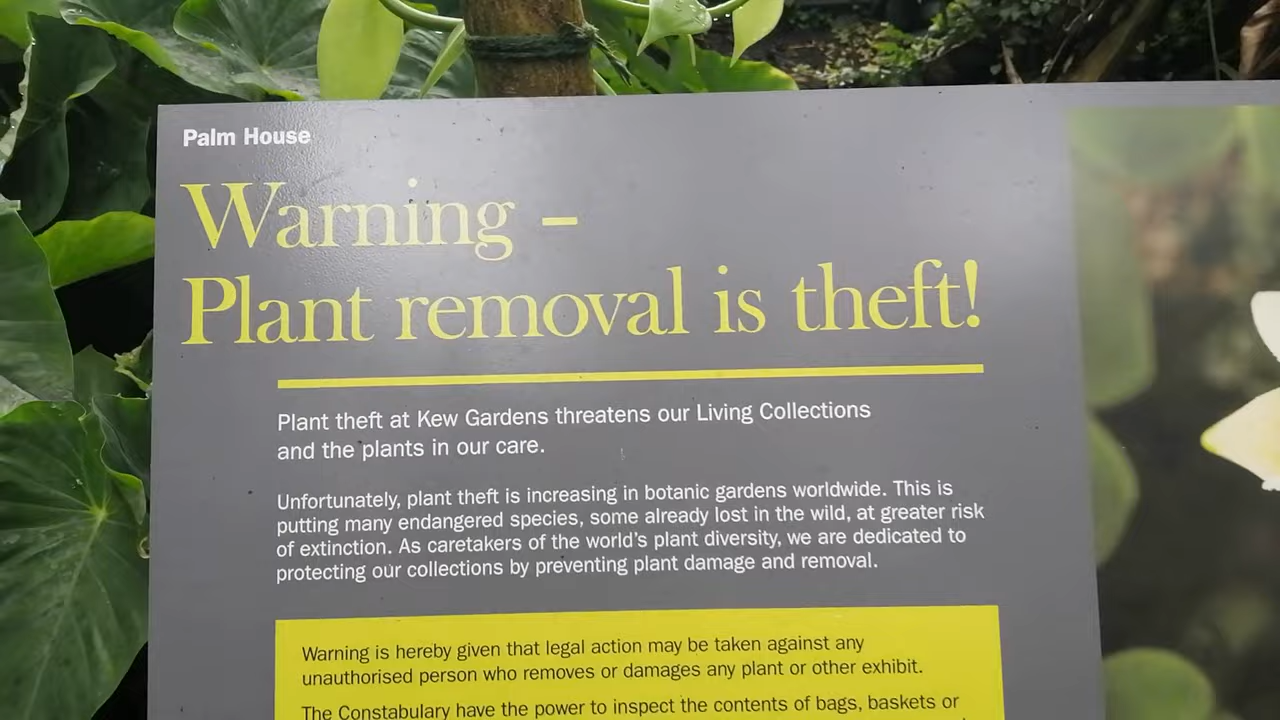 Palm House
Warning –
Plant removal is theft!
Plant theft at Kew Gardens threatens our Living Collections
and the plants in our care.
Unfortunately, plant theft is increasing in botanic gardens worldwide. This is
putting many endangered species, some already lost in the wild, at greater risk
of extinction. As caretakers of the world's plant diversity, we are dedicated to
protecting our collections by preventing plant damage and removal.
Warning is hereby given that legal action may be taken against any
unauthorised person who removes or damages any plant or other exhibit.
The Constabulary have the power to inspect the contents of bags, baskets or